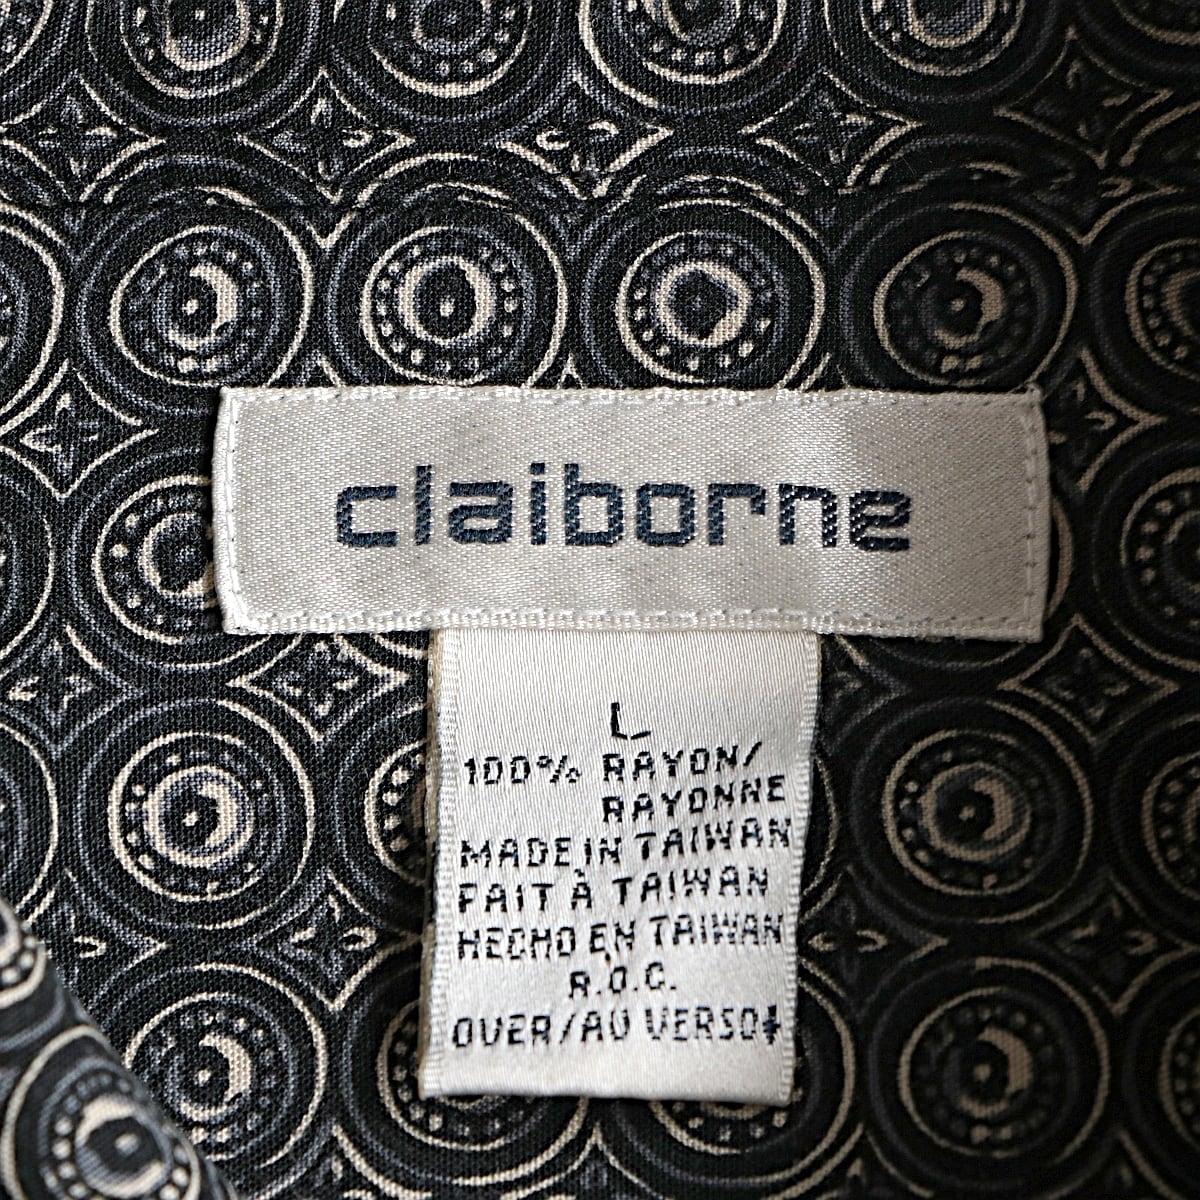 claiborne
L
100% RAYON/
RAYONNE
MADE IN TAIWAN
FAIT À TAIWAN
HECHO EN TAIWAN
R.O.C.
OVER/AU VERSO↓